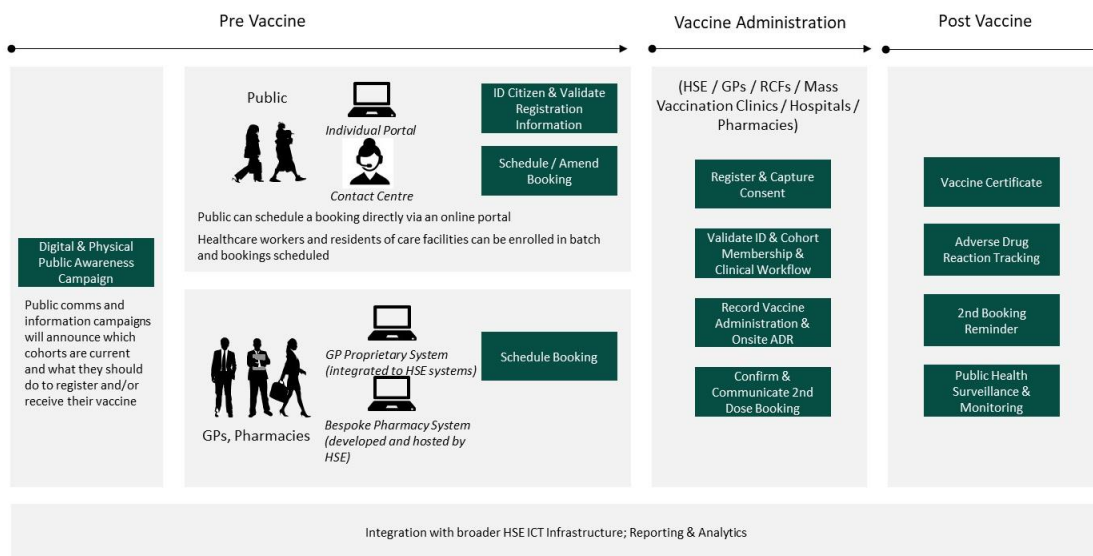 Pre Vaccine
Vaccine Administration
Post Vaccine
Digital & Physical
Public Awareness
Campaign
Public comms and
information campaigns
will announce which
cohorts are current
and what they should
do to register and/or
receive their vaccine
Public
Individual Portal
Contact Centre
ID Citizen & Validate
Registration
Information
Schedule / Amend
Booking
Public can schedule a booking directly via an online portal
Healthcare workers and residents of care facilities can be enrolled in batch
and bookings scheduled
GPs, Pharmacies
GP Proprietary System
(integrated to HSE systems)
Bespoke Pharmacy System
(developed and hosted by
HSE)
Schedule Booking
(HSE / GPs / RCFs / Mass
Vaccination Clinics / Hospitals /
Pharmacies)
Register & Capture
Consent
Validate ID & Cohort
Membership &
Clinical Workflow
Record Vaccine
Administration &
Onsite ADR
Confirm &
Communicate 2nd
Dose Booking
Vaccine Certificate
Adverse Drug
Reaction Tracking
2nd Booking
Reminder
Public Health
Surveillance &
Monitoring
Integration with broader HSE ICT Infrastructure; Reporting & Analytics